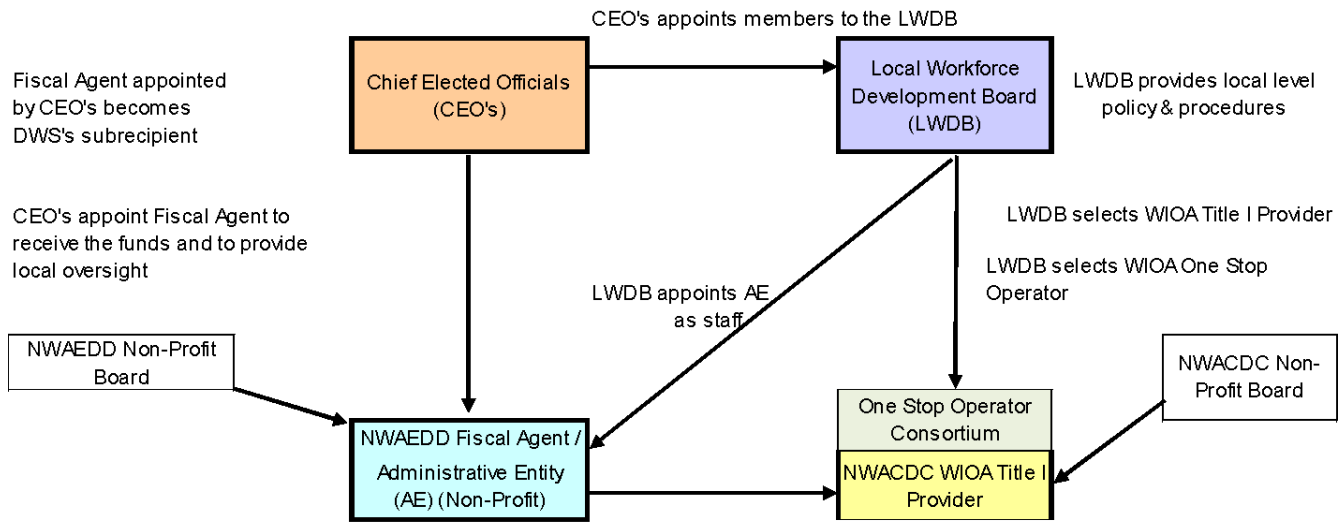 CEO's appoints members to the LWDB
Fiscal Agent appointed
by CEO's becomes
DWS's subrecipient
Chief Elected Officials
(CEO's)
Local Workforce
Development Board
(LWDB)
LWDB provides local level
policy & procedures
CEO's appoint Fiscal Agent to
receive the funds and to provide
local oversight
LWDB selects WIOA Title I Provider
LWDB selects WIOA One Stop
Operator
LWDB appoints AE
as staff
NWAEDD Non-Profit
Board
NWACDC Non-
Profit Board
NWAEDD Fiscal Agent /
Administrative Entity
(AE) (Non-Profit)
One Stop Operator
Consortium
NWACDC WIOA Title I
Provider